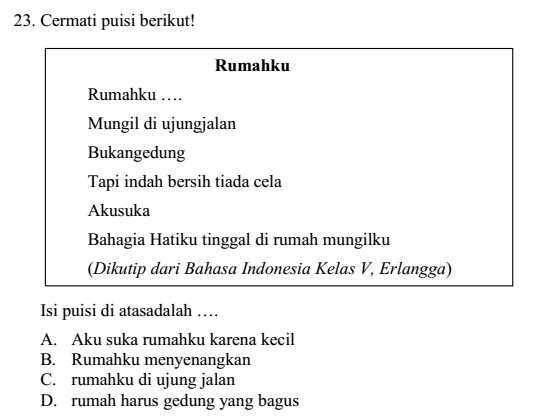 23. Cermati puisi berikut!
Rumahku
Rumahku ….
Mungil di ujungjalan
Bukangedung
Tapi indah bersih tiada cela
Akusuka
Bahagia Hatiku tinggal di rumah mungilku
(Dikutip dari Bahasa Indonesia Kelas V, Erlangga)
Isi puisi di atasadalah ….
A. Aku suka rumahku karena kecil
B. Rumahku menyenangkan
C. rumahku di ujung jalan
D. rumah harus gedung yang bagus